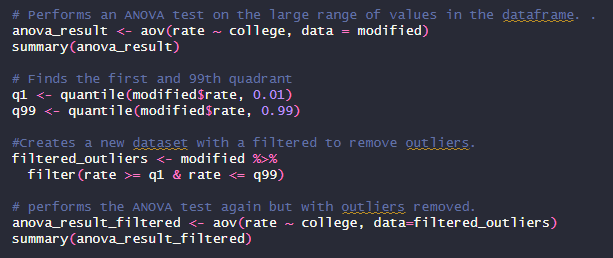 # Performs an ANOVA test on the large range of values in the dataframe. .
anova_result <- aov(rate ~ college, data = modified)
summary(anova_result)
# Finds the first and 99th quadrant
q1 <- quantile(modified$rate, 0.01)
q99 <- quantile(modified$rate, 0.99)
#Creates a new dataset with a filtered to remove outliers.
filtered_outliers <- modified %>%
  filter(rate >= q1 & rate <= q99)
# performs the ANOVA test again but with outliers removed.
anova_result_filtered <- aov(rate ~ college, data=filtered_outliers)
summary(anova_result_filtered)